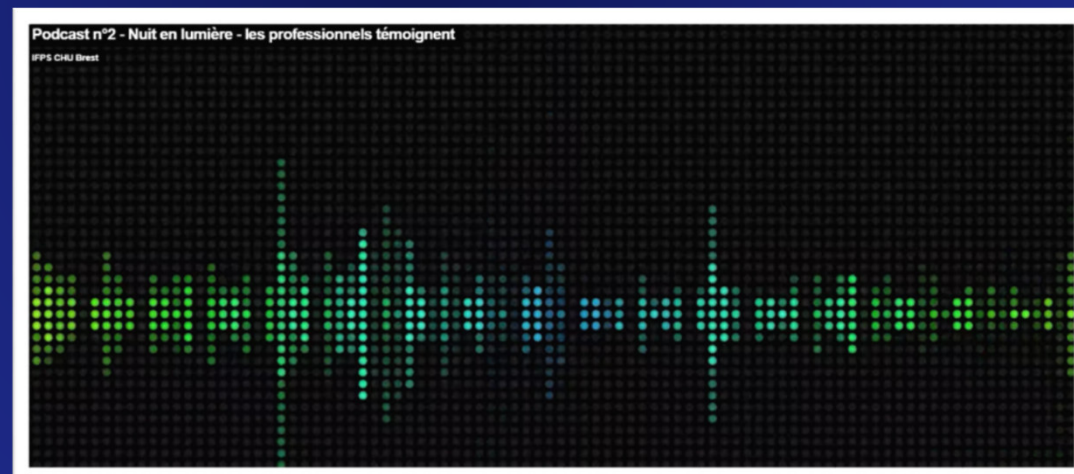 Podcast n°2 - Nuit en lumière - les professionnels témoignent
IFPS CHU Brest